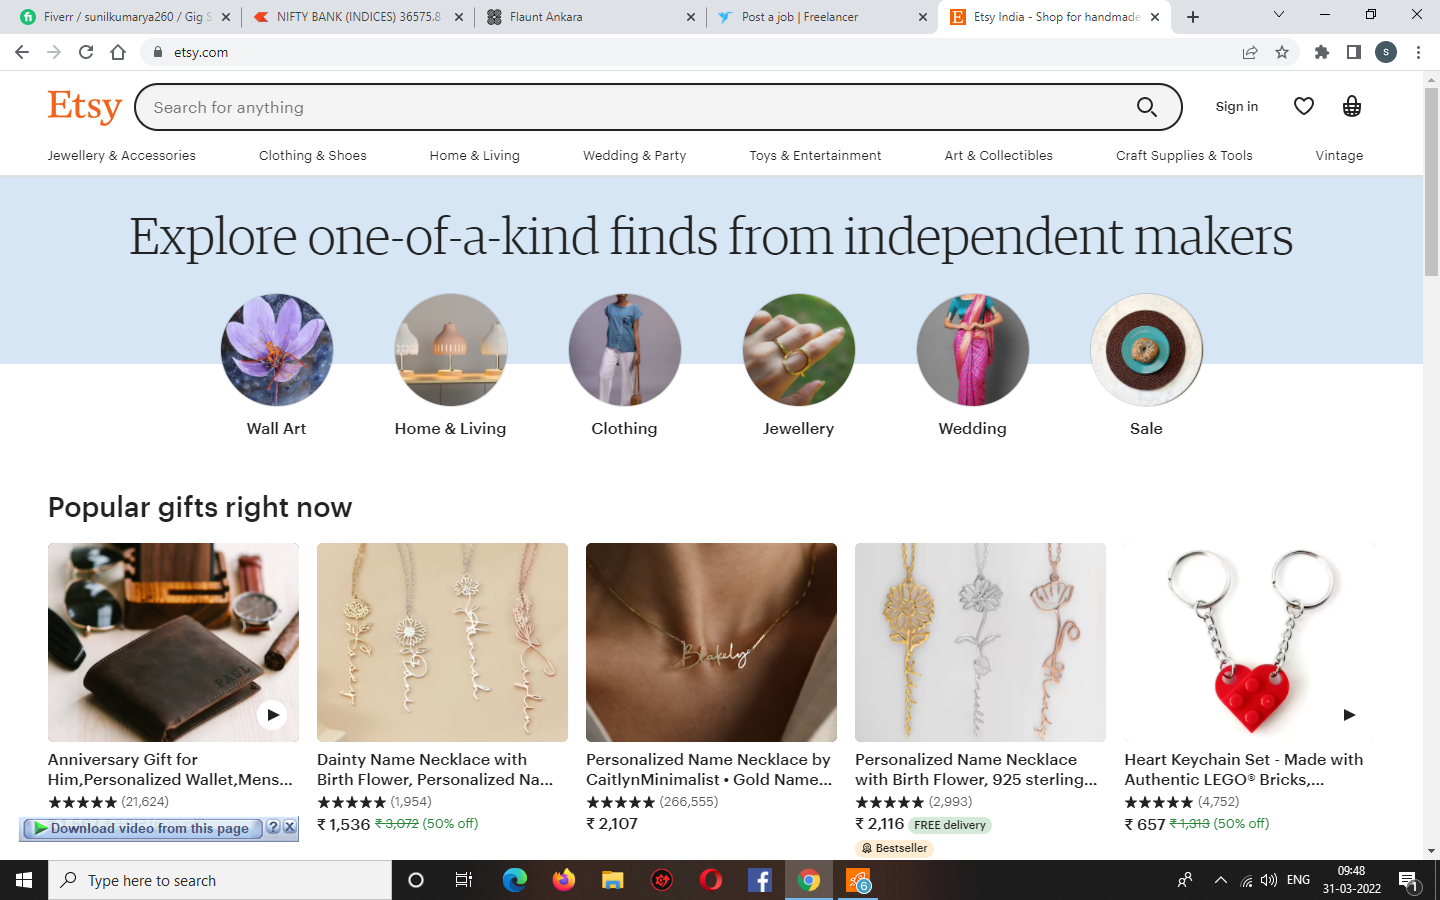 Fiverr / sunilkumarya260 / Gig S
NIFTY BANK (INDICES) 36575.8
Flaunt Ankara
Post a job | Freelancer
Etsy India - Shop for handmade
etsy.com
S
Etsy
Search for anything
Sign in
Jewellery & Accessories
Clothing & Shoes
Home & Living
Wedding & Party
Toys & Entertainment
Art & Collectibles
Craft Supplies & Tools
Vintage
Explore one-of-a-kind finds from independent makers
Wall Art
Home & Living
Clothing
Jewellery
Wedding
Sale
Popular gifts right now
PAUL
Blakely
Anniversary Gift for
Him,Personalized Wallet,Mens...
(21,624)
Dainty Name Necklace with
Birth Flower, Personalized Na...
(1,954)
₹ 1,536 ₹ 3,072 (50% off)
Personalized Name Necklace by
CaitlynMinimalist • Gold Name...
(266,555)
₹ 2,107
Personalized Name Necklace
with Birth Flower, 925 sterling...
(2,993)
₹ 2,116 FREE delivery
Bestseller
Heart Keychain Set - Made with
Authentic LEGO® Bricks,...
(4,752)
₹ 657 ₹ 1,313 (50% off)
Download video from this page
?
X
Type here to search
6
ENG
09:48
31-03-2022
1